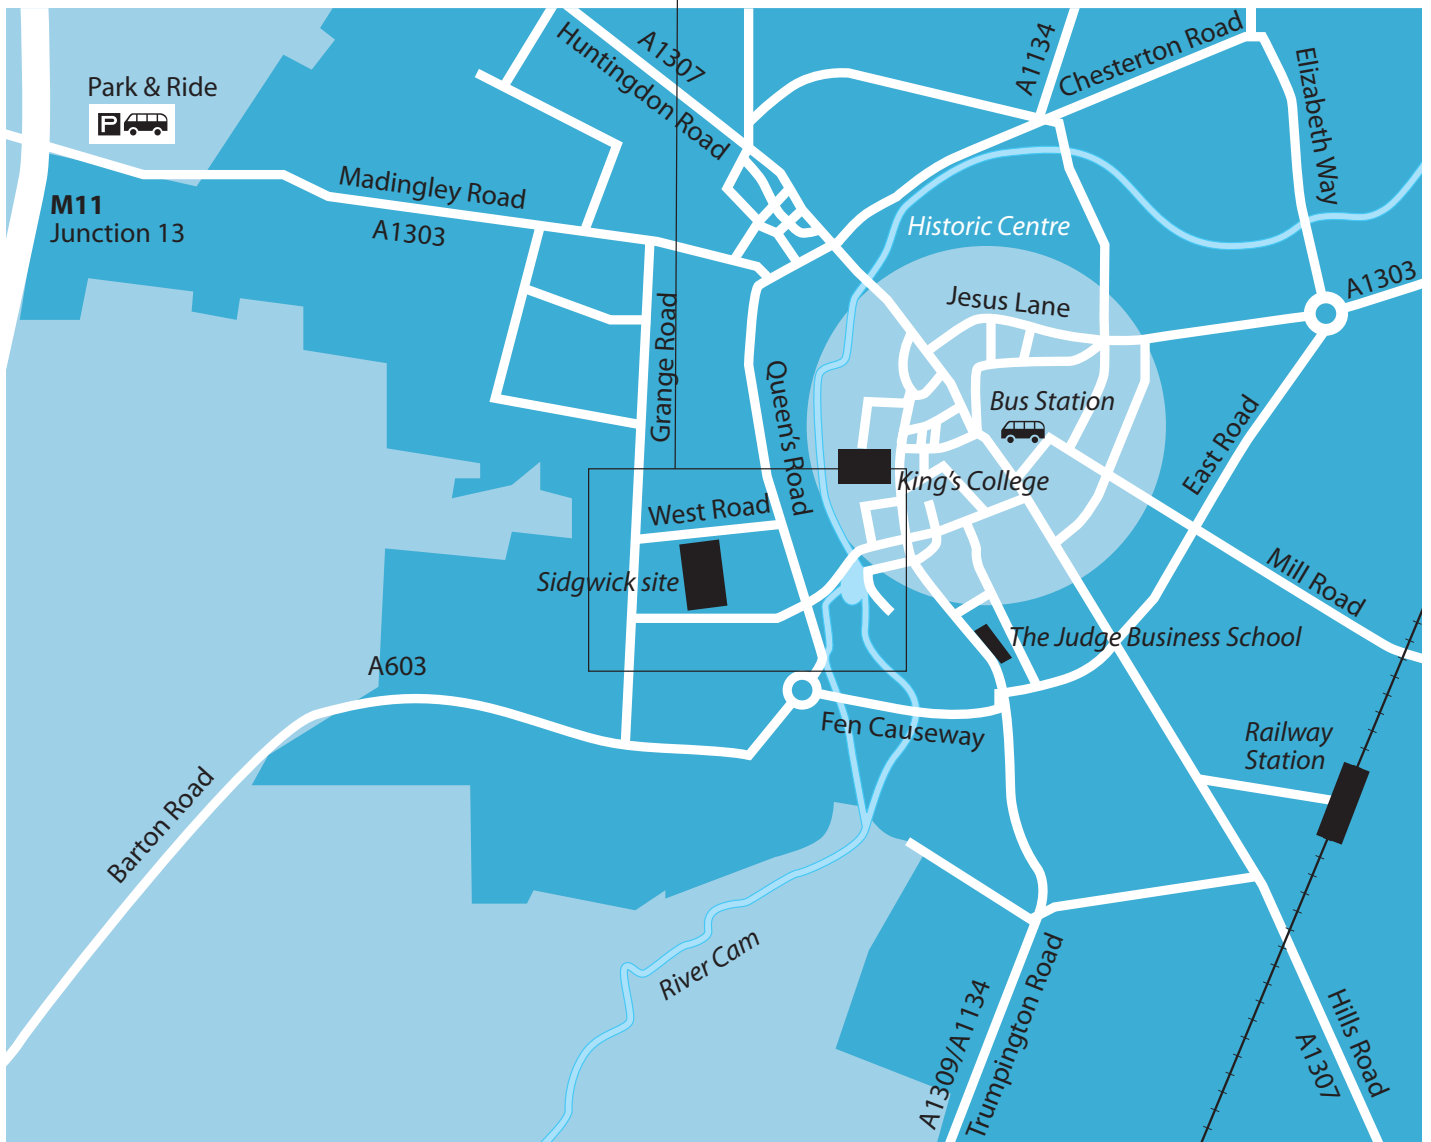 A1307
Huntingdon Road
A1134
Chesterton Road
Elizabeth Way
Park & Ride
P
Madingley Road
A1303
M11
Junction 13
Historic Centre
A1303
Jesus Lane
Grange Road
Queen's Road
Bus Station
East Road
King's College
West Road
Sidgwick site
Mill Road
The Judge Business School
A603
Fen Causeway
Railway
Station
Barton Road
River Cam
A1309/A1134
Trumpington Road
Hills Road
A1307